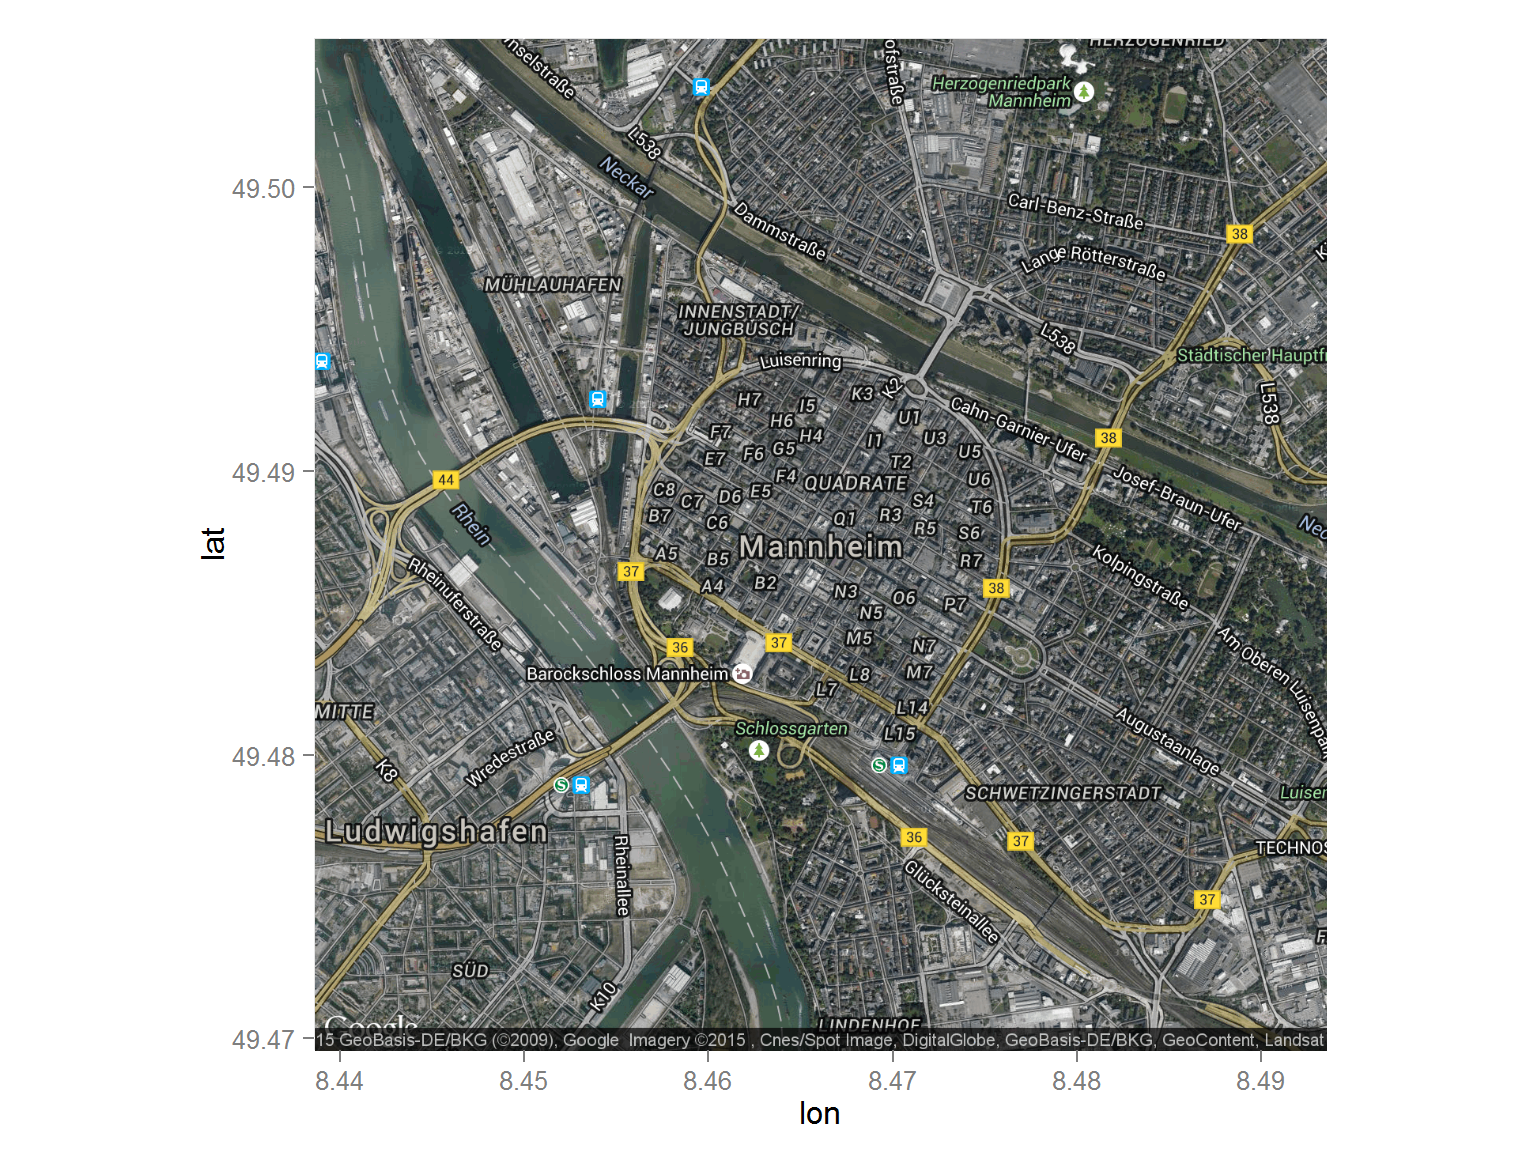 HERZOGENRIED
Herzogenriedpark
Mannheim
L538
Neckar
49.50
Carl-Benz-Straße
Dammstraße
38
Lange Rötterstraße
MÜHLAUHAFEN
INNENSTADT/
JUNGBUSCH
L538
Städtischer
Luisenring
K3
K2
H7
I5
H6
U1
Cahn-Garnier-Ufer
L538
F7
H4
I1
U3
38
E7
F6
G5
T2
U5
49.49
44
F4
QUADRATE
U6
Josef-Braun-Ufer
C8
C7
D6
E5
S4
T6
B7
C6
Q1
R3
R5
S6
Rhein
lat
A5
B5
Mannheim
R7
Kolpingstraße
37
A4
B2
N3
O6
P7
38
Rheinuferstraße
N5
36
37
M5
N7
Am Oberen Luisenpark
Barockschloss Mannheim
L8
M7
L7
MITTE
L14
Schlossgarten
L15
Augustaanlage
49.48
K8
Wredestraße
S
S
SCHWETZINGERSTADT
Ludwigshafen
36
37
Rheinallee
Glücksteinallee
37
SÜD
K10
LINDENHOF
Google
49.47
15 GeoBasis-DE/BKG (©2009), Google Imagery ©2015 , Cnes/Spot Image, DigitalGlobe, GeoBasis-DE/BKG, GeoContent, Landsat
8.44
8.45
8.46
8.47
8.48
8.49
lon